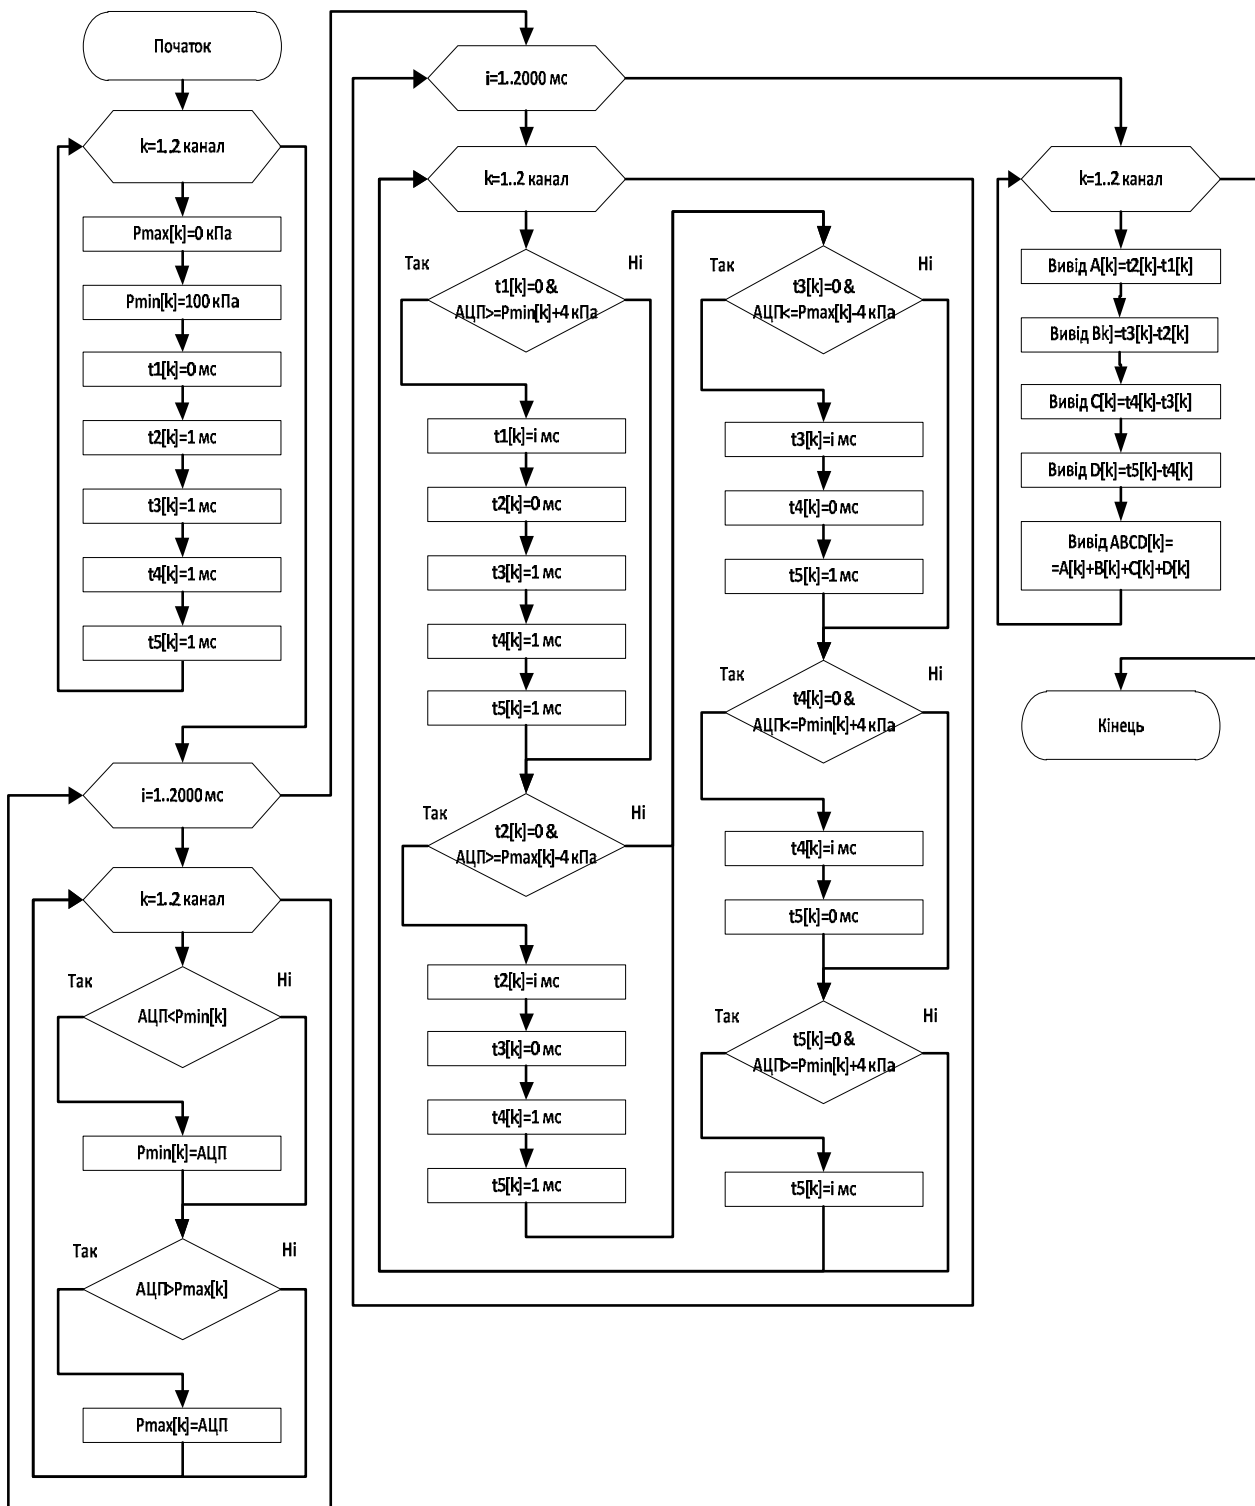 Початок
k=1..2 канал
Pmax[k]=0 кПа
Pmin[k]=100 кПа
t1[k]=0 мс
t2[k]=1 мс
t3[k]=1 мс
t4[k]=1 мс
t5[k]=1 мс
i=1..2000 мс
k=1..2 канал
Так
Ні
АЦП<Pmin[k]
Pmin[k]=АЦП
Так
Ні
АЦП>Pmax[k]
Pmax[k]=АЦП
i=1..2000 мс
k=1..2 канал
Так
Ні
t1[k]=0 &
АЦП>=Pmin[k]+4 кПа
t1[k]=i мс
t2[k]=0 мс
t3[k]=1 мс
t4[k]=1 мс
t5[k]=1 мс
Так
Ні
t2[k]=0 &
АЦП>=Pmax[k]-4 кПа
t2[k]=i мс
t3[k]=0 мс
t4[k]=1 мс
t5[k]=1 мс
Так
Ні
t3[k]=0 &
АЦП<=Pmax[k]-4 кПа
t3[k]=i мс
t4[k]=0 мс
t5[k]=1 мс
Так
Ні
t4[k]=0 &
АЦП<=Pmin[k]+4 кПа
t4[k]=i мс
t5[k]=0 мс
Так
Ні
t5[k]=0 &
АЦП>=Pmin[k]+4 кПа
t5[k]=i мс
k=1..2 канал
Вивід A[k]=t2[k]-t1[k]
Вивід Bk]=t3[k]-t2[k]
Вивід C[k]=t4[k]-t3[k]
Вивід D[k]=t5[k]-t4[k]
Вивід ABCD[k]=
=A[k]+B[k]+C[k]+D[k]
Кінець